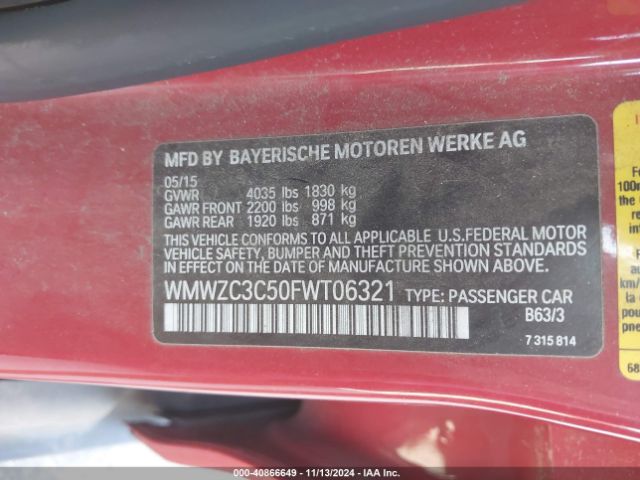 MFD BY BAYERISCHE MOTOREN WERKE AG
05/15
GVWR 4035 lbs 1830 kg
GAWR FRONT 2200 lbs 998 kg
GAWR REAR 1920 lbs 871 kg
THIS VEHICLE CONFORMS TO ALL APPLICABLE U.S.FEDERAL MOTOR
VEHICLE SAFETY, BUMPER AND THEFT PREVENTION STANDARDS IN
EFFECT ON THE DATE OF MANUFACTURE SHOWN ABOVE.
WMWZC3C50FWT06321 TYPE: PASSENGER CAR
B63/3
7 315 814
100m
the
68
000-40866649 - 11/13/2024 - IAA Inc.